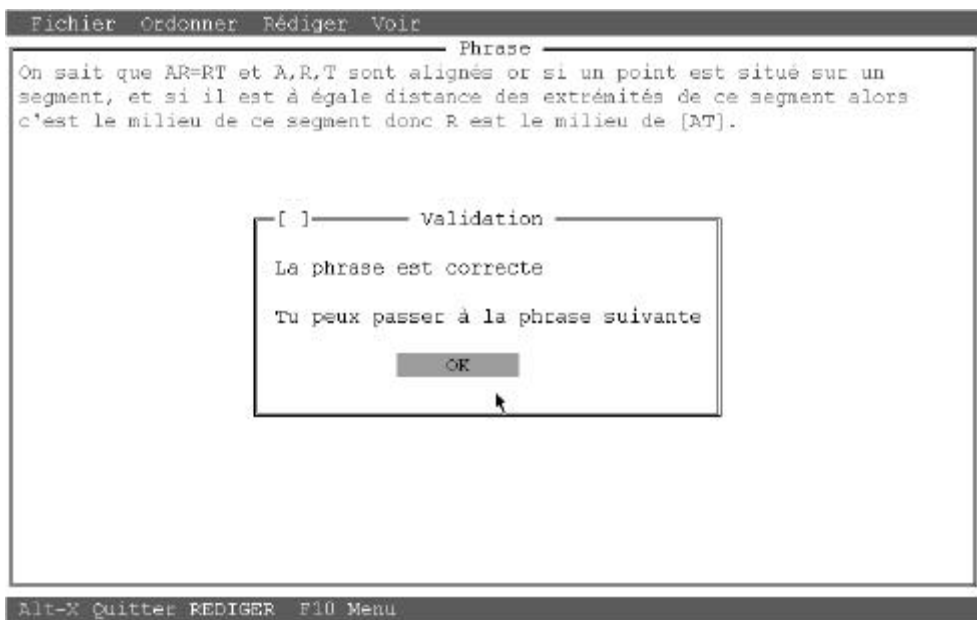 Fichier Ordonner Rédiger Voir
Phrase
On sait que AR=RT et A,R,T sont alignés or si un point est situé sur un
segment, et si il est à égale distance des extrémités de ce segment alors
c'est le milieu de ce segment donc R est le milieu de [AT].
[ ] Validation
La phrase est correcte
Tu peux passer à la phrase suivante
OK
Alt-X Quitter REDIGER F10 Menu